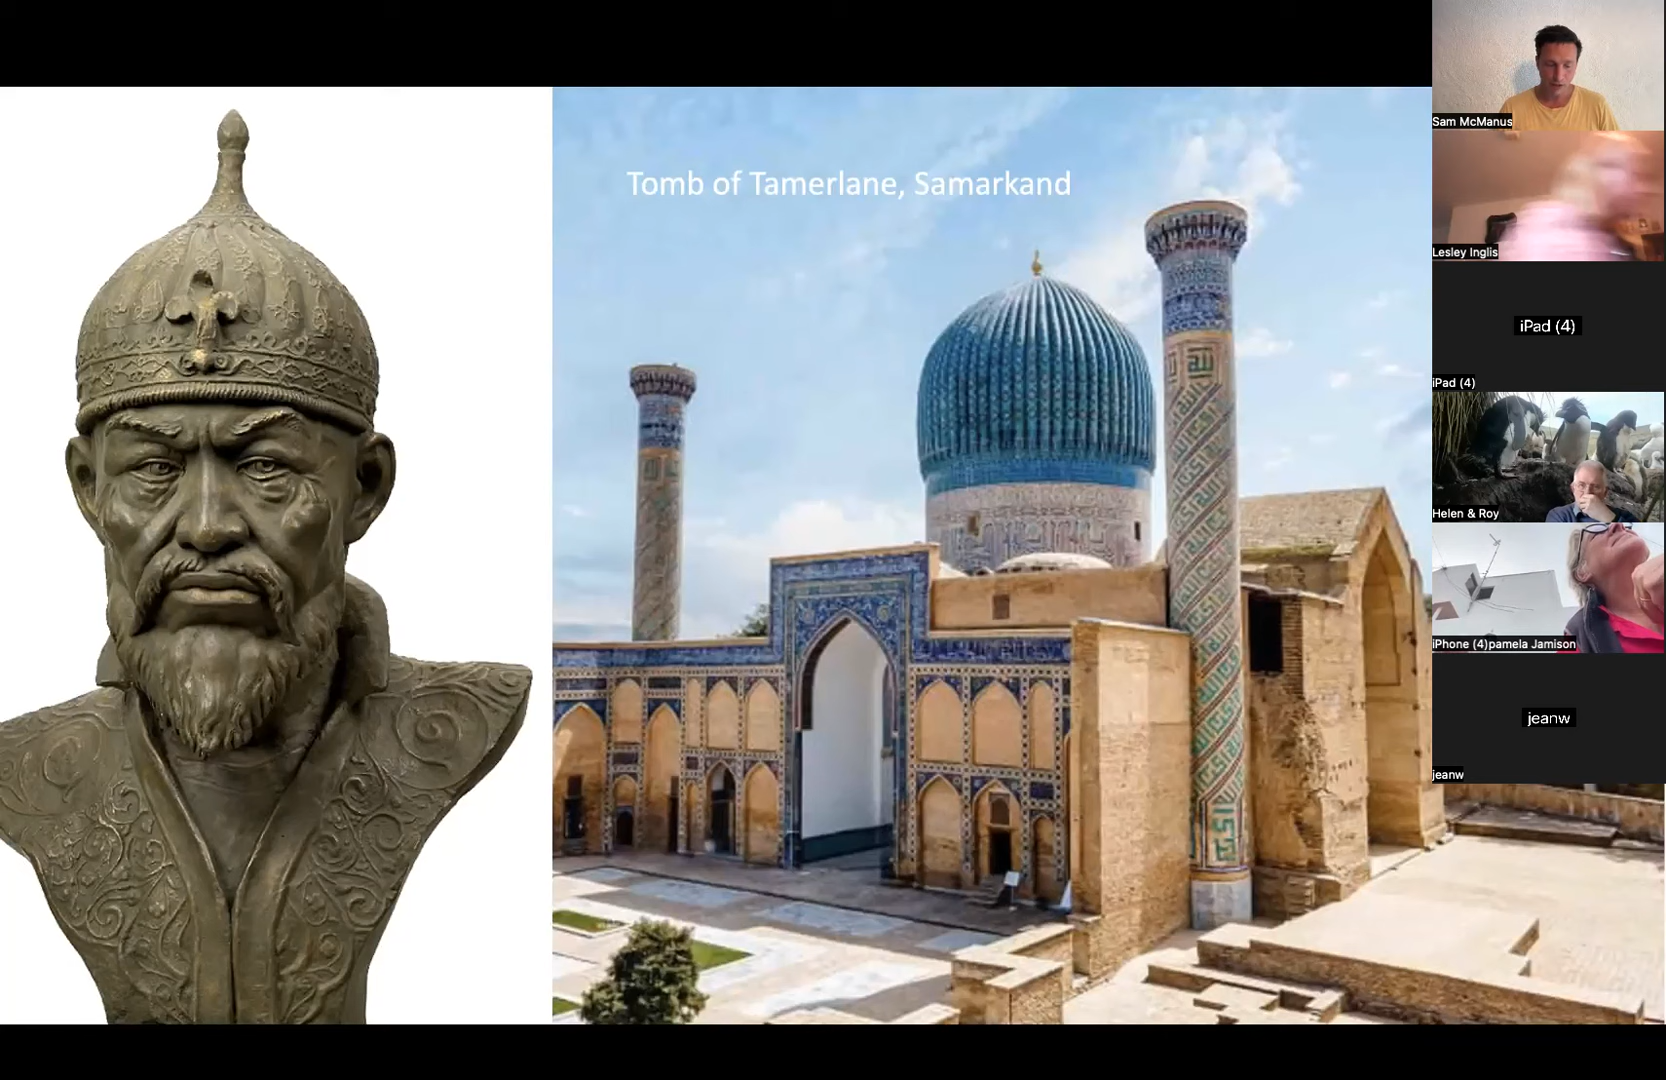 Tomb of Tamerlane, Samarkand
Sam McManus
Lesley Inglis
iPad (4)
iPad (4)
Helen & Roy
iPhone (4)pamela Jamison
jeanw
jeanw